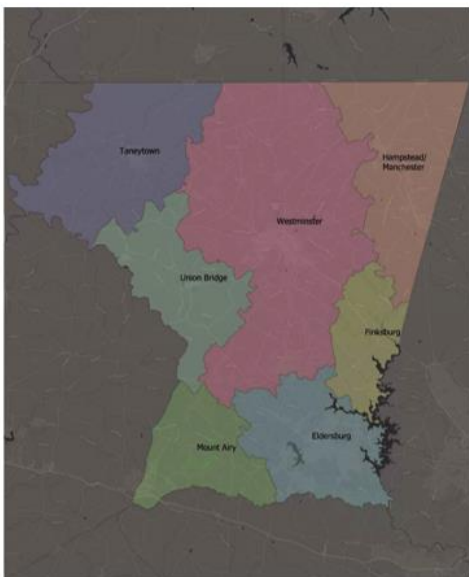 Taneytown
Hampstead/
Manchester
Westminster
Union Bridge
Finksburg
Eldersburg
Mount Airy